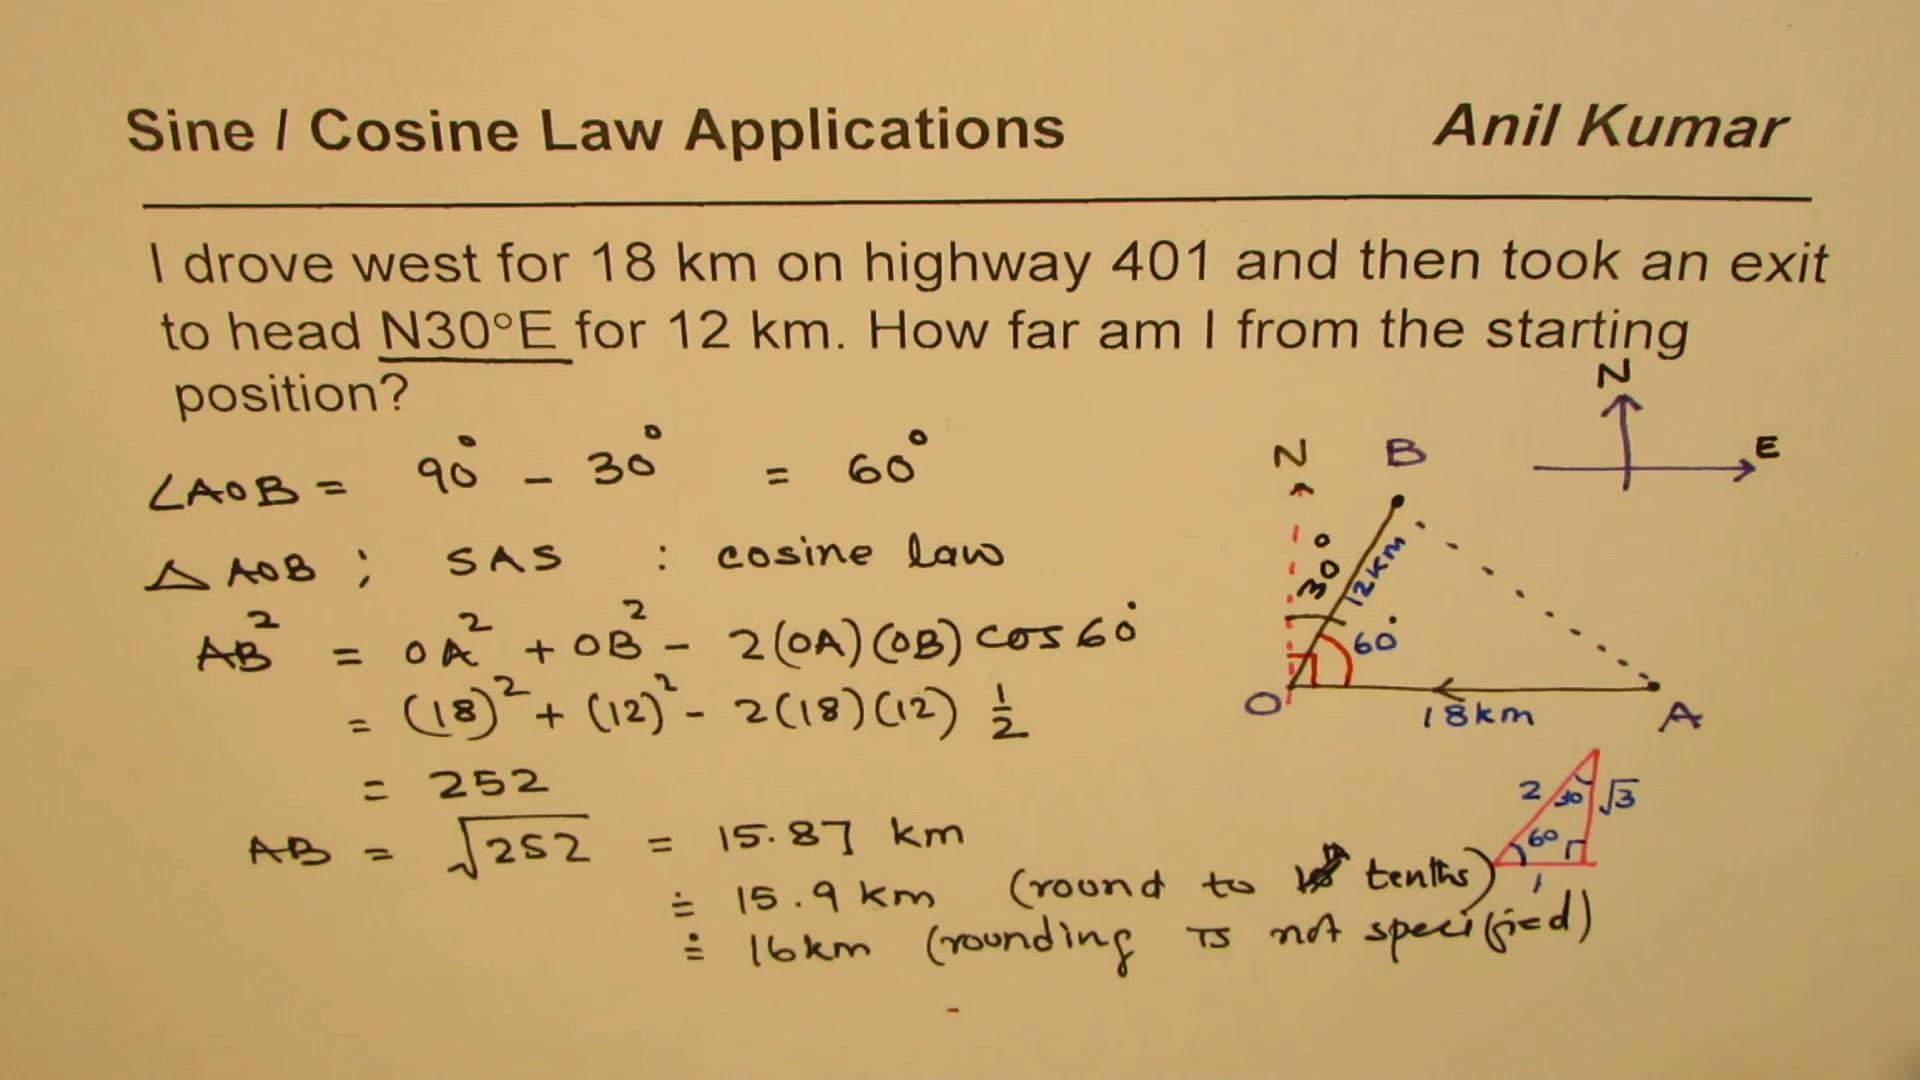 Sine / Cosine Law Applications Anil Kumar
I drove west for 18 km on highway 401 and then took an exit
to head N30°E for 12 km. How far am I from the starting
position?
N
E
N B
30° 12km
60°
O 18km A
∠AOB = 90° - 30° = 60°
△AOB ; SAS : cosine law
AB² = OA² + OB² - 2(OA)(OB) cos60°
= (18)² + (12)² - 2(18)(12) 1/2
= 252
AB = √252 = 15.87 km
≐ 15.9 km (round to tenths)
≐ 16km (rounding is not specified)
2 30 √3
60
1